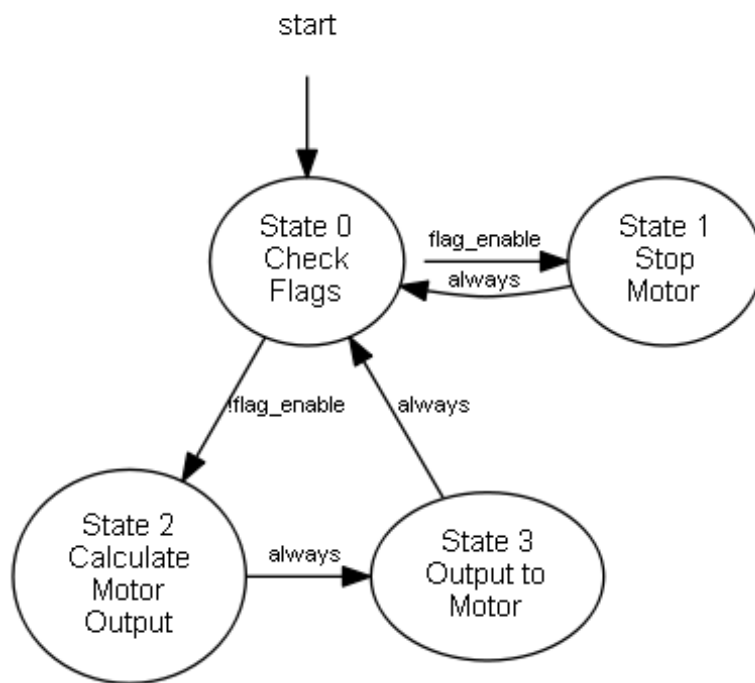 start
State 0
Check
Flags
flag_enable
always
State 1
Stop
Motor
!flag_enable
always
State 2
Calculate
Motor
Output
always
State 3
Output to
Motor